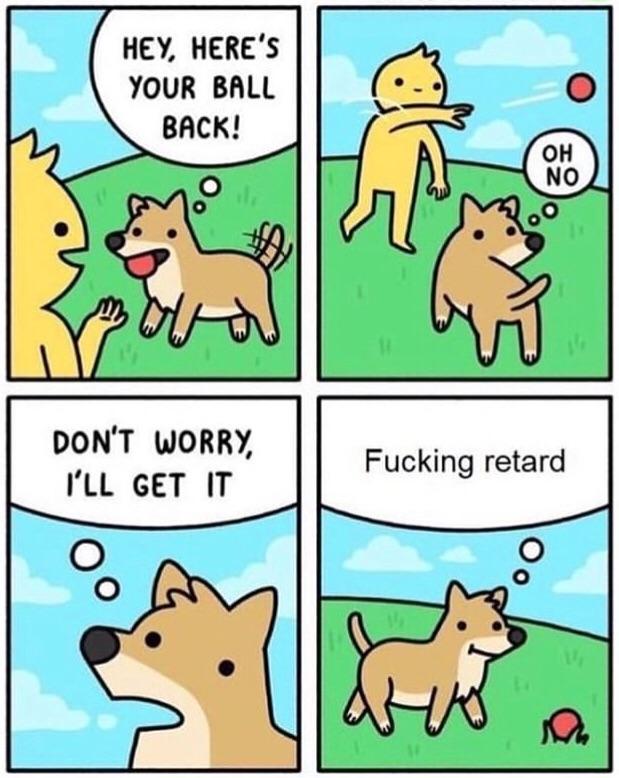 HEY, HERE'S
YOUR BALL
BACK!
OH
NO
DON'T WORRY,
I'LL GET IT
Fucking retard